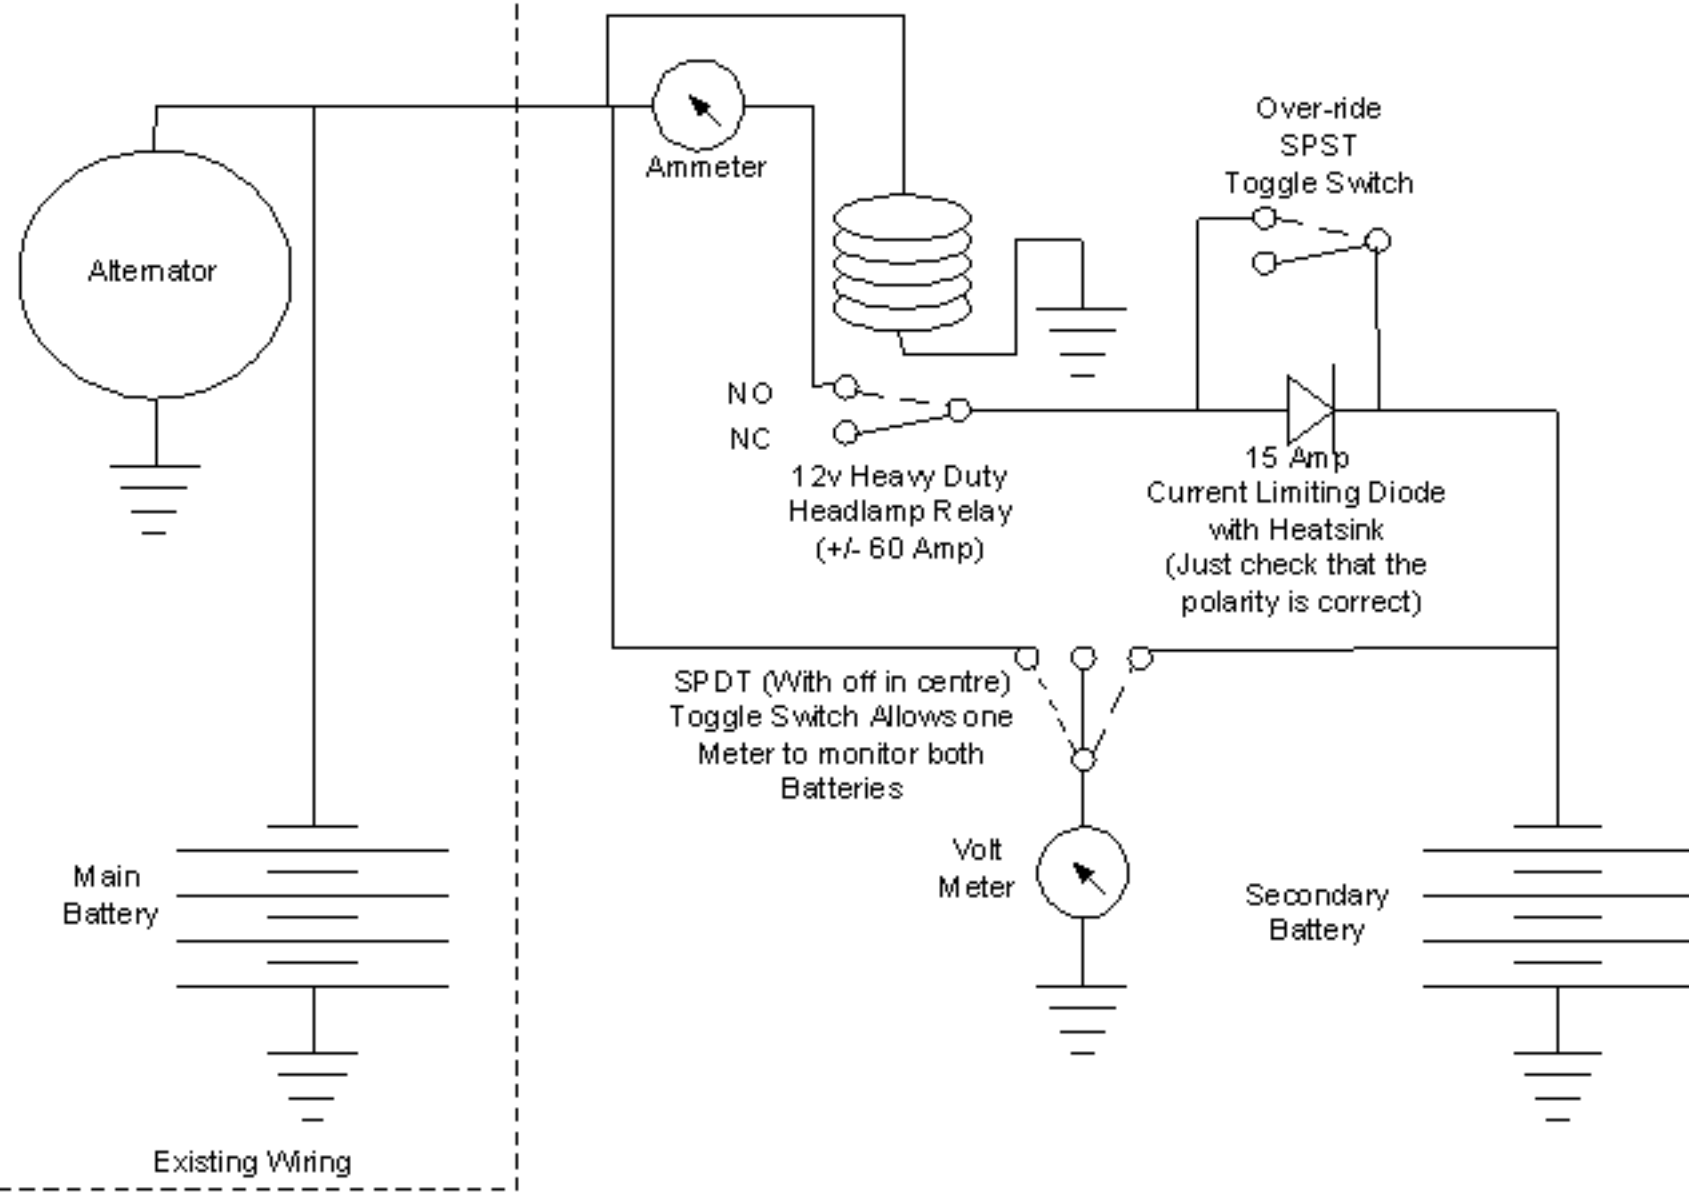 Ammeter
Over-ride
SPST
Toggle Switch
Alternator
NO
NC
12v Heavy Duty
Headlamp Relay
(+/- 60 Amp)
15 Amp
Current Limiting Diode
with Heatsink
(Just check that the
polarity is correct)
SPDT (With off in centre)
Toggle Switch Allows one
Meter to monitor both
Batteries
Volt
Meter
Main
Battery
Secondary
Battery
Existing Wiring